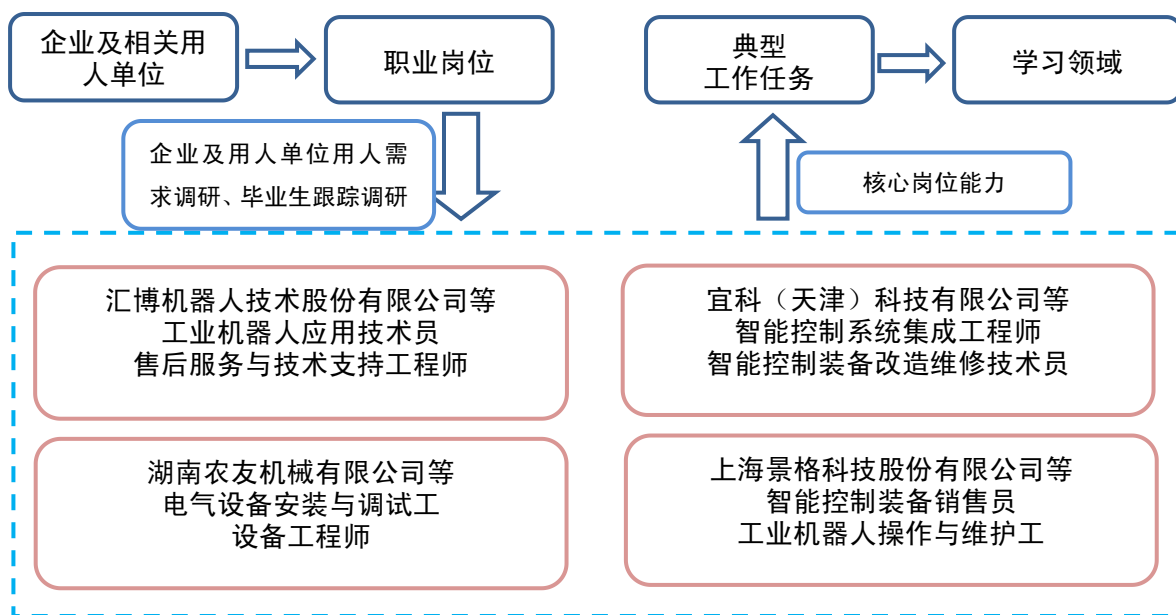 企业及相关用
人单位
职业岗位
典型
工作任务
学习领域
企业及用人单位用人需
求调研、毕业生跟踪调研
核心岗位能力
汇博机器人技术股份有限公司等
工业机器人应用技术员
售后服务与技术支持工程师
宜科（天津）科技有限公司等
智能控制系统集成工程师
智能控制装备改造维修技术员
湖南农友机械有限公司等
电气设备安装与调试工
设备工程师
上海景格科技股份有限公司等
智能控制装备销售员
工业机器人操作与维护工